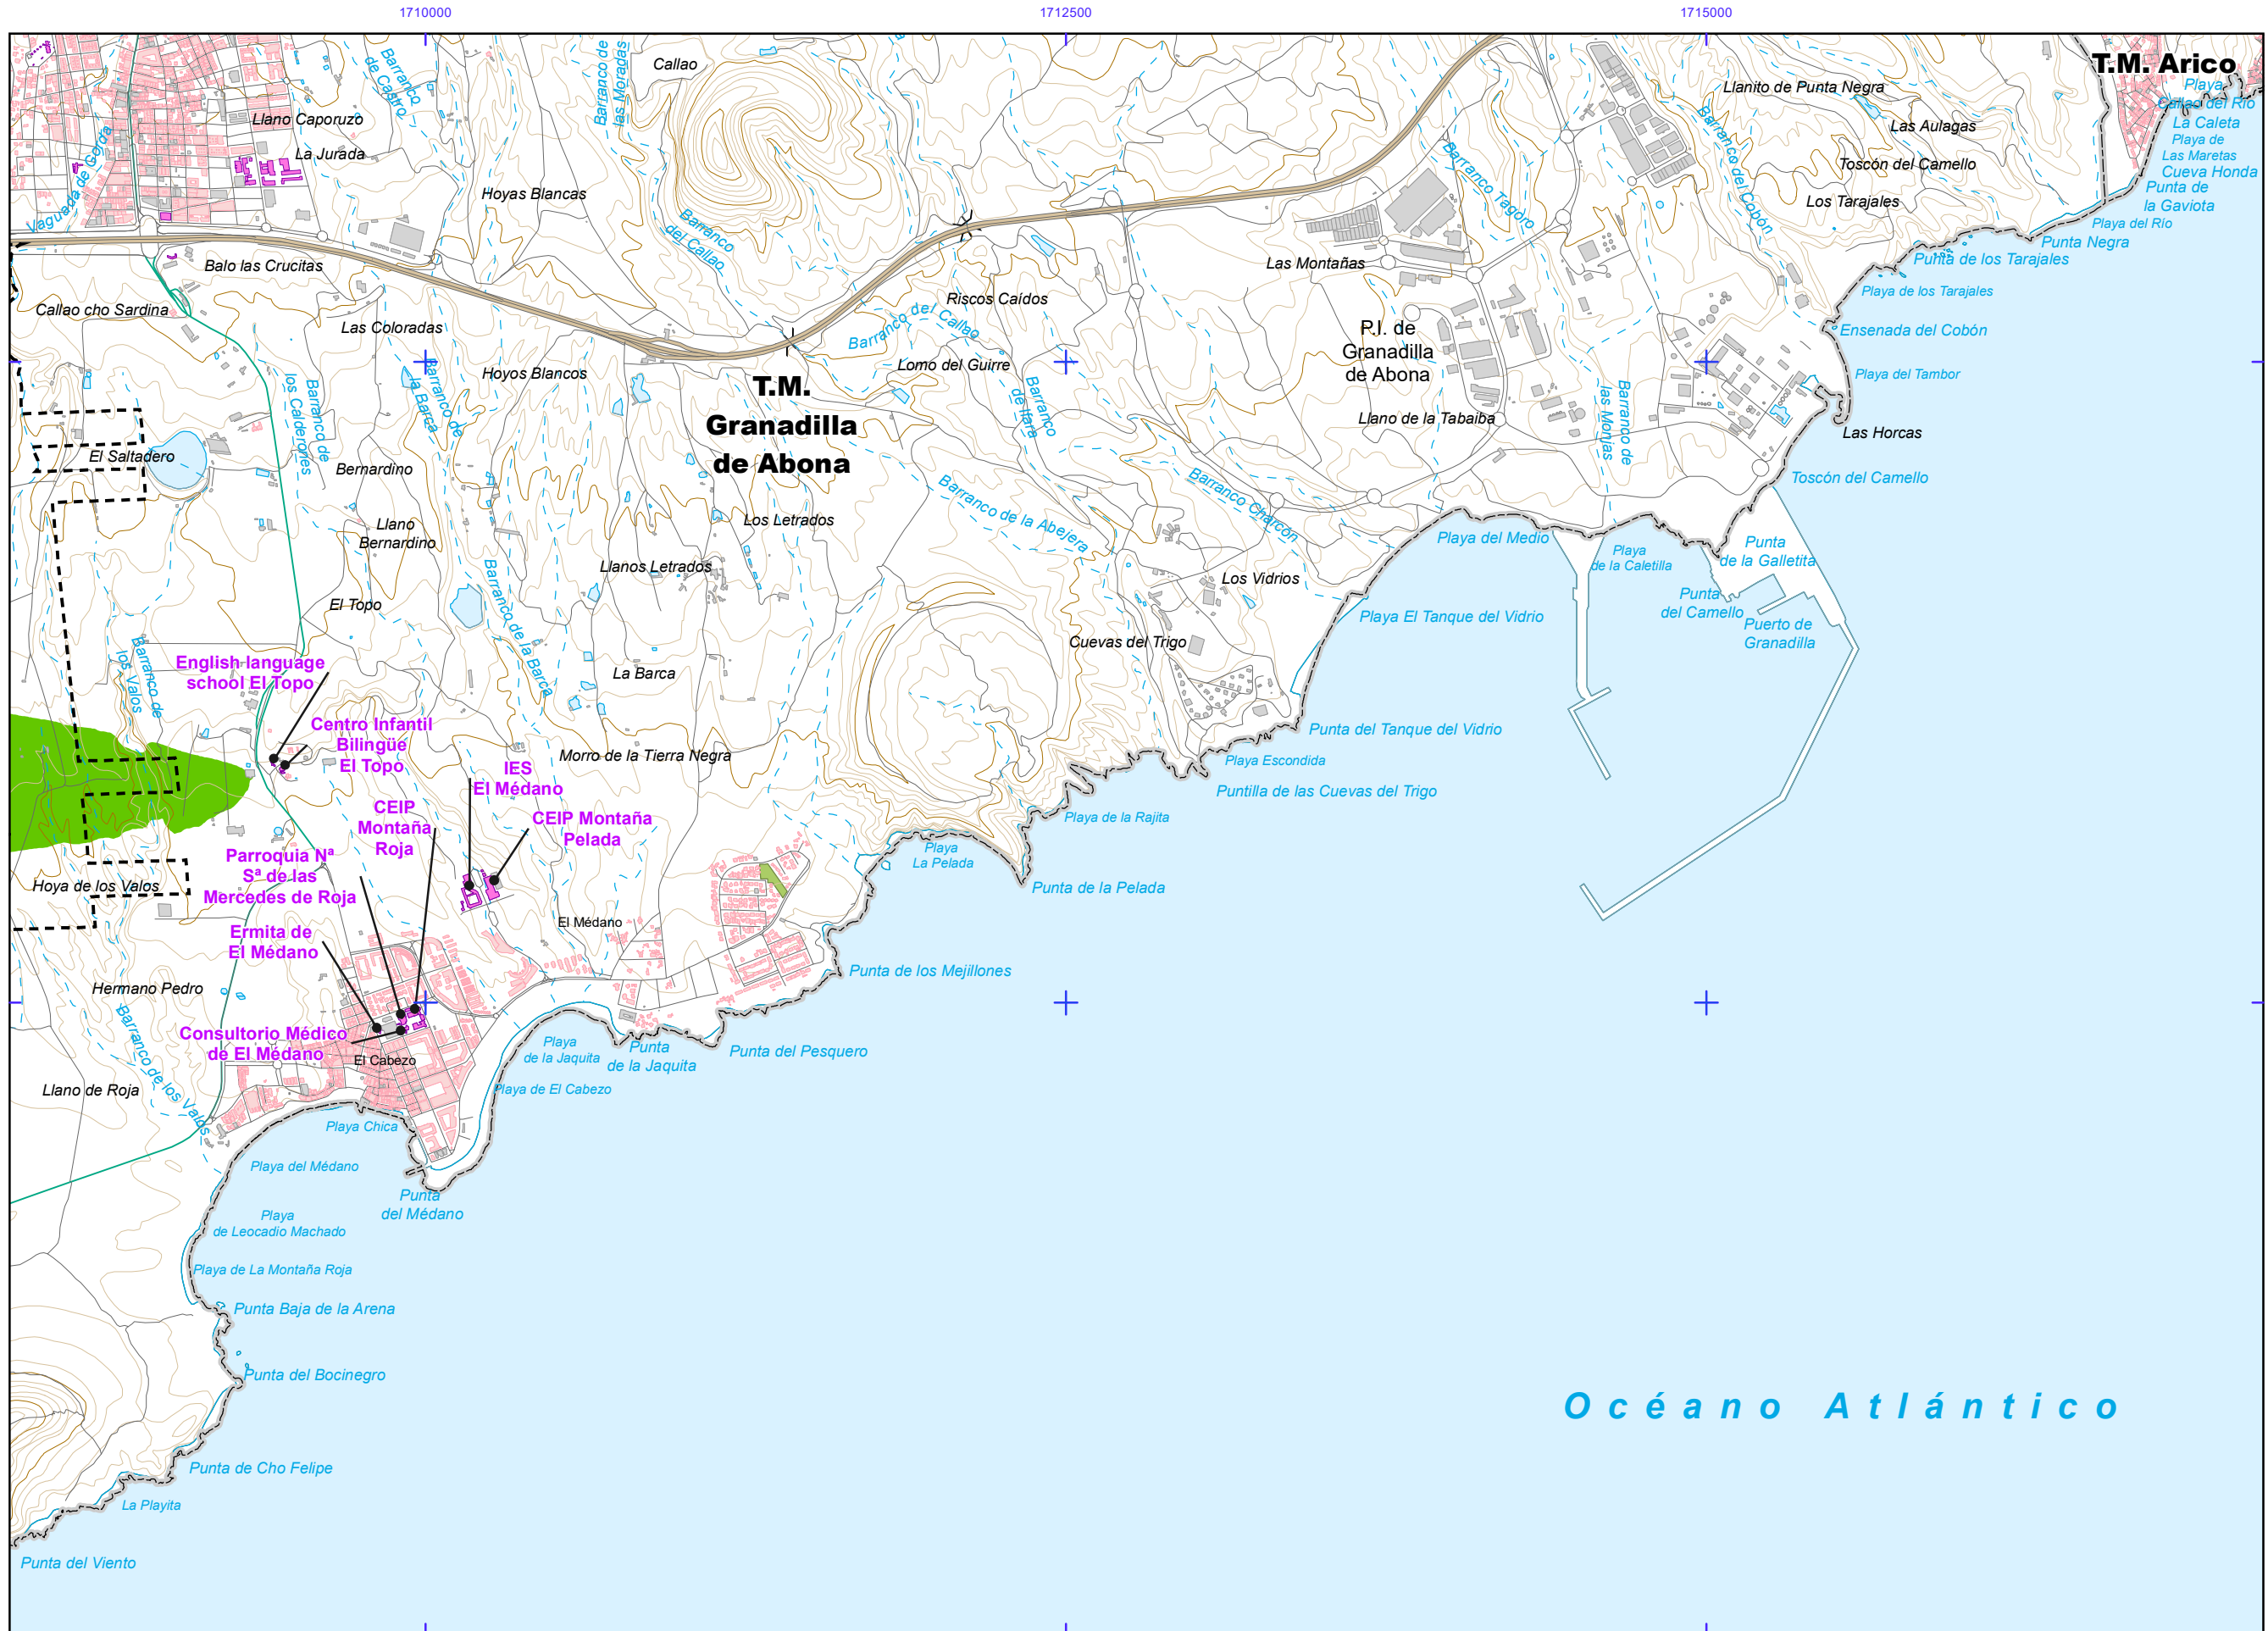 1710000
1712500
1715000
T.M. Arico
Callao
Barranco
de Castro
Barranco de
las Moradas
Llano Caporuzo
La Jurada
Vaguada de Gorda
Hoyas Blancas
Barranco
del Callao
Llanito de Punta Negra
Las Aulagas
Toscón del Camello
Los Tarajales
Barranco del Cobón
Barranco Tagoro
Playa
Callao del Río
La Caleta
Playa de
Las Maretas
Cueva Honda
Punta de
la Gaviota
Playa del Rio
Punta Negra
Punta de los Tarajales
Playa de los Tarajales
Ensenada del Cobón
Playa del Tambor
Las Horcas
Toscón del Camello
Balo las Crucitas
Callao cho Sardina
Las Coloradas
Las Montañas
Riscos Caídos
Barranco del Callao
Lomo del Guirre
P.I. de
Granadilla
de Abona
Llano de la Tabaiba
Hoyos Blancos
T.M.
Granadilla
de Abona
Barranco de
los Calderones
Barranco de
la Barca
Barranco
de Itara
Barranco de
las Monjas
El Saltadero
Bernardino
Llano
Bernardino
Los Letrados
Llanos Letrados
Barranco de la Abejera
Barranco Charcón
Playa del Medio
Playa
de la Caletilla
Punta
de la Galletita
Punta
del Camello
Puerto de
Granadilla
Los Vidrios
Playa El Tanque del Vidrio
Cuevas del Trigo
El Topo
Barranco de la Barca
La Barca
Barranco de
los Valos
English language
school El Topo
Centro Infantil
Bilingüe
El Topo
Morro de la Tierra Negra
Punta del Tanque del Vidrio
Playa Escondida
Puntilla de las Cuevas del Trigo
Playa de la Rajita
IES
El Médano
CEIP
Montaña
Roja
CEIP Montaña
Pelada
Playa
La Pelada
Punta de la Pelada
Parroquia Nª
Sª de las
Mercedes de Roja
Hoya de los Valos
Ermita de
El Médano
El Médano
Punta de los Mejillones
Hermano Pedro
Consultorio Médico
de El Médano
El Cabezo
Playa
de la Jaquita
Punta
de la Jaquita
Punta del Pesquero
Playa de El Cabezo
Llano de Roja
Barranco de los Valos
Playa Chica
Playa del Médano
Punta
del Médano
Playa
de Leocadio Machado
Playa de La Montaña Roja
Punta Baja de la Arena
Punta del Bocinegro
Océano Atlántico
Punta de Cho Felipe
La Playita
Punta del Viento